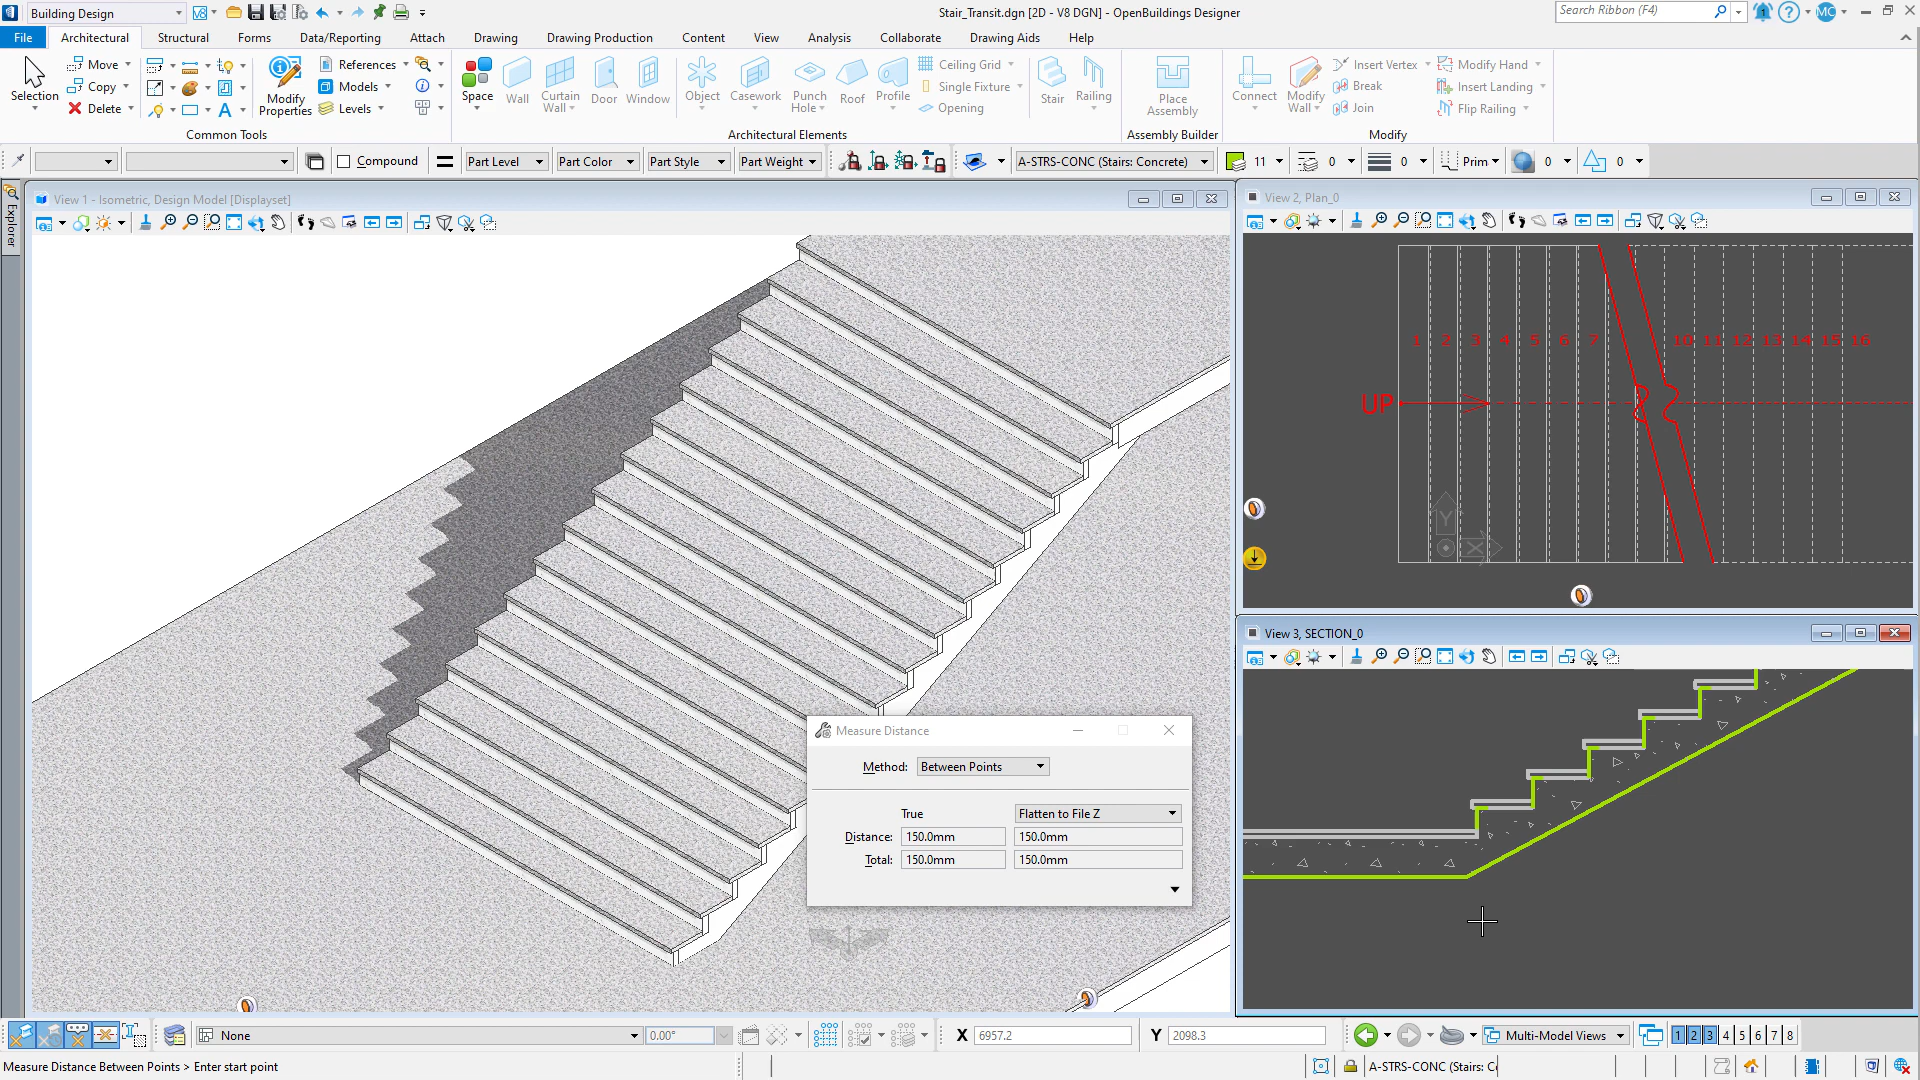 Building Design
V8
Stair_Transit.dgn [2D - V8 DGN] - OpenBuildings Designer
Search Ribbon (F4)
1
MC
File
Architectural
Structural
Forms
Data/Reporting
Attach
Drawing
Drawing Production
Content
View
Analysis
Collaborate
Drawing Aids
Help
Selection
Move
Copy
Delete
Modify
Properties
References
Models
Levels
Common Tools
Space
Wall
Curtain
Wall
Door
Window
Object
Casework
Punch
Hole
Roof
Profile
Ceiling Grid
Single Fixture
Opening
Stair
Railing
Architectural Elements
Place
Assembly
Assembly Builder
Connect
Modify
Wall
Insert Vertex
Break
Join
Modify Hand
Insert Landing
Flip Railing
Modify
Compound
Part Level
Part Color
Part Style
Part Weight
A-STRS-CONC (Stairs: Concrete)
11
0
0
Prim
0
0
Explorer
View 1 - Isometric, Design Model [Displayset]
View 2, Plan_0
1 2 3 4 5 6 7 10 11 12 13 14 15 16
UP
Y
X
View 3, SECTION_0
Measure Distance
Method: Between Points
True
Flatten to File Z
Distance: 150.0mm 150.0mm
Total: 150.0mm 150.0mm
None
0.00°
X 6957.2
Y 2098.3
Multi-Model Views
1 2 3 4 5 6 7 8
Measure Distance Between Points > Enter start point
A-STRS-CONC (Stairs: Co